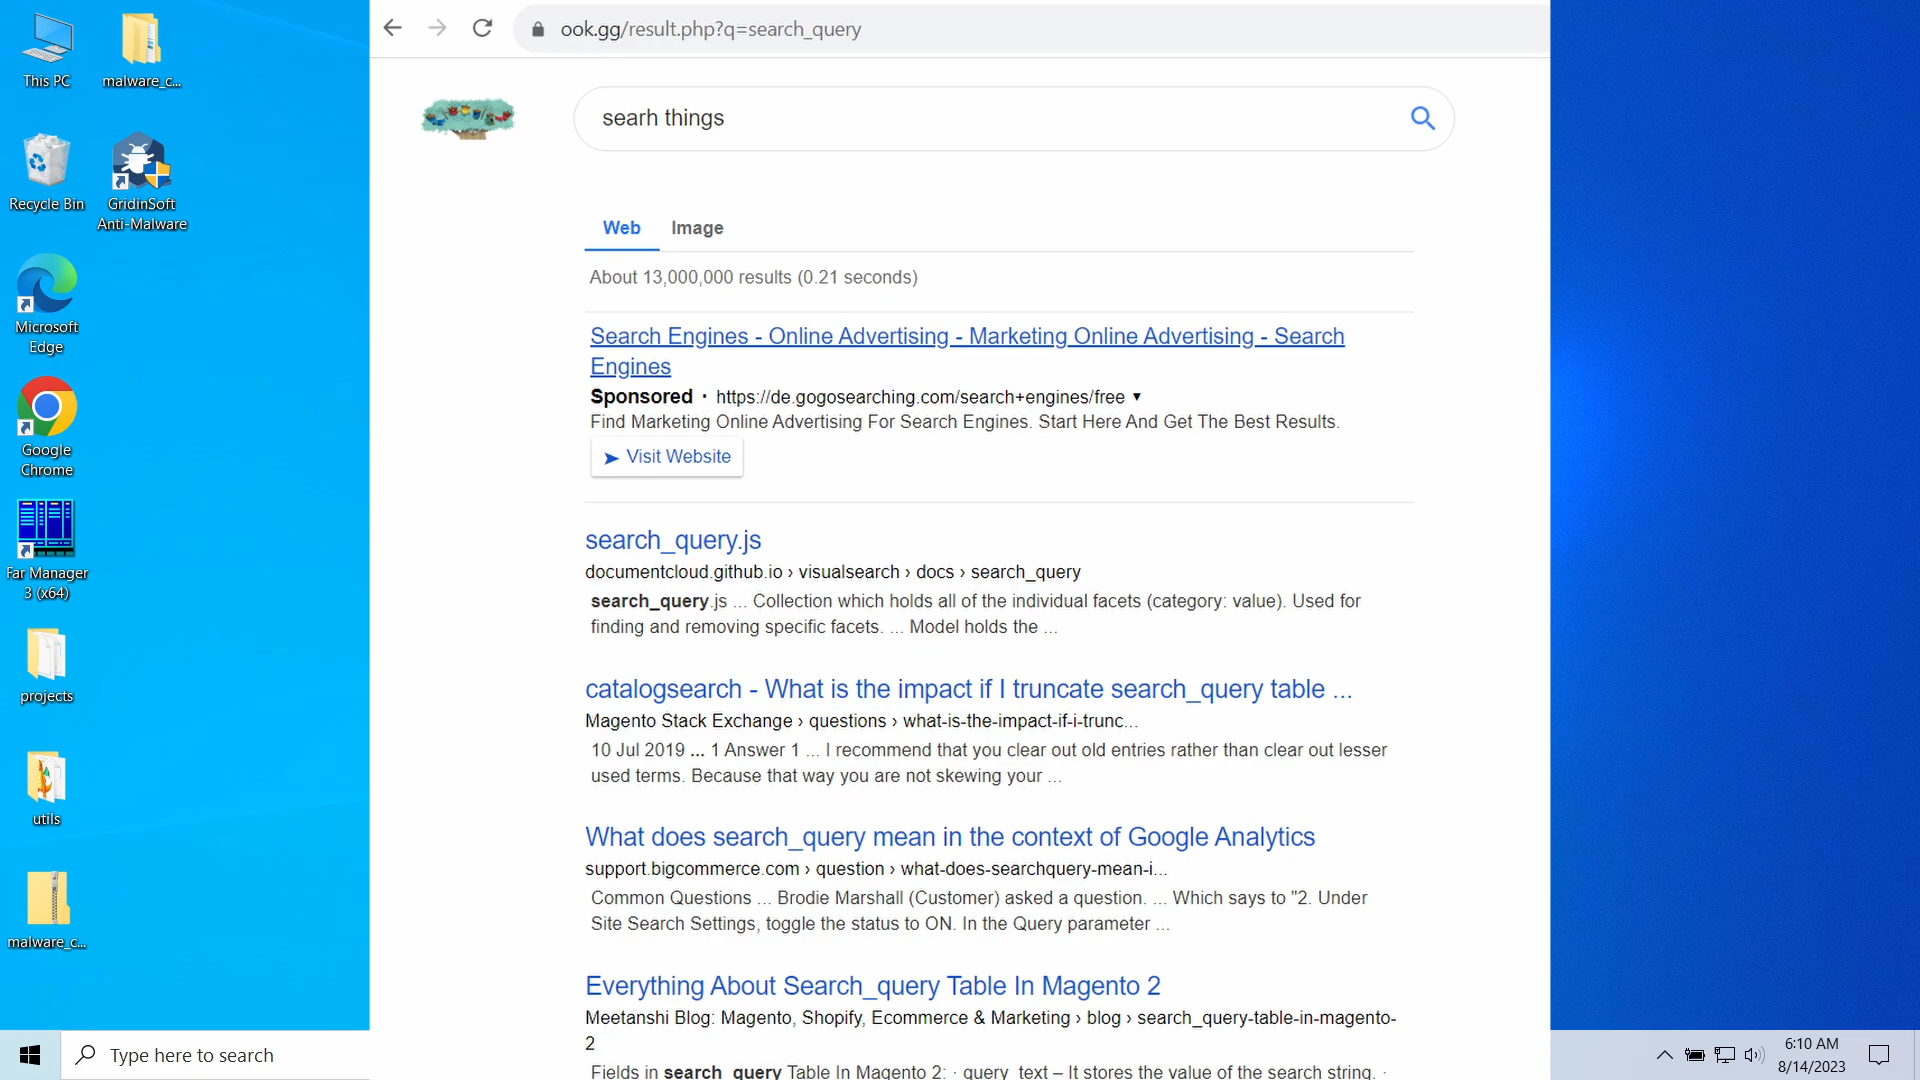 This PC
malware_c...
Recycle Bin
GridinSoft
Anti-Malware
Microsoft
Edge
Google
Chrome
Far Manager
3 (x64)
projects
utils
malware_c...
ook.gg/result.php?q=search_query
searh things
Web Image
About 13,000,000 results (0.21 seconds)
Search Engines - Online Advertising - Marketing Online Advertising - Search
Engines
Sponsored · https://de.gogosearching.com/search+engines/free ▼
Find Marketing Online Advertising For Search Engines. Start Here And Get The Best Results.
➤ Visit Website
search_query.js
documentcloud.github.io › visualsearch › docs › search_query
search_query.js ... Collection which holds all of the individual facets (category: value). Used for
finding and removing specific facets. ... Model holds the ...
catalogsearch - What is the impact if I truncate search_query table ...
Magento Stack Exchange › questions › what-is-the-impact-if-i-trunc...
10 Jul 2019 ... 1 Answer 1 ... I recommend that you clear out old entries rather than clear out lesser
used terms. Because that way you are not skewing your ...
What does search_query mean in the context of Google Analytics
support.bigcommerce.com › question › what-does-searchquery-mean-i...
Common Questions ... Brodie Marshall (Customer) asked a question. ... Which says to "2. Under
Site Search Settings, toggle the status to ON. In the Query parameter ...
Everything About Search_query Table In Magento 2
Meetanshi Blog: Magento, Shopify, Ecommerce & Marketing › blog › search_query-table-in-magento-
2
Fields in search_query Table In Magento 2: · query_text – It stores the value of the search string. ·
Type here to search
6:10 AM
8/14/2023